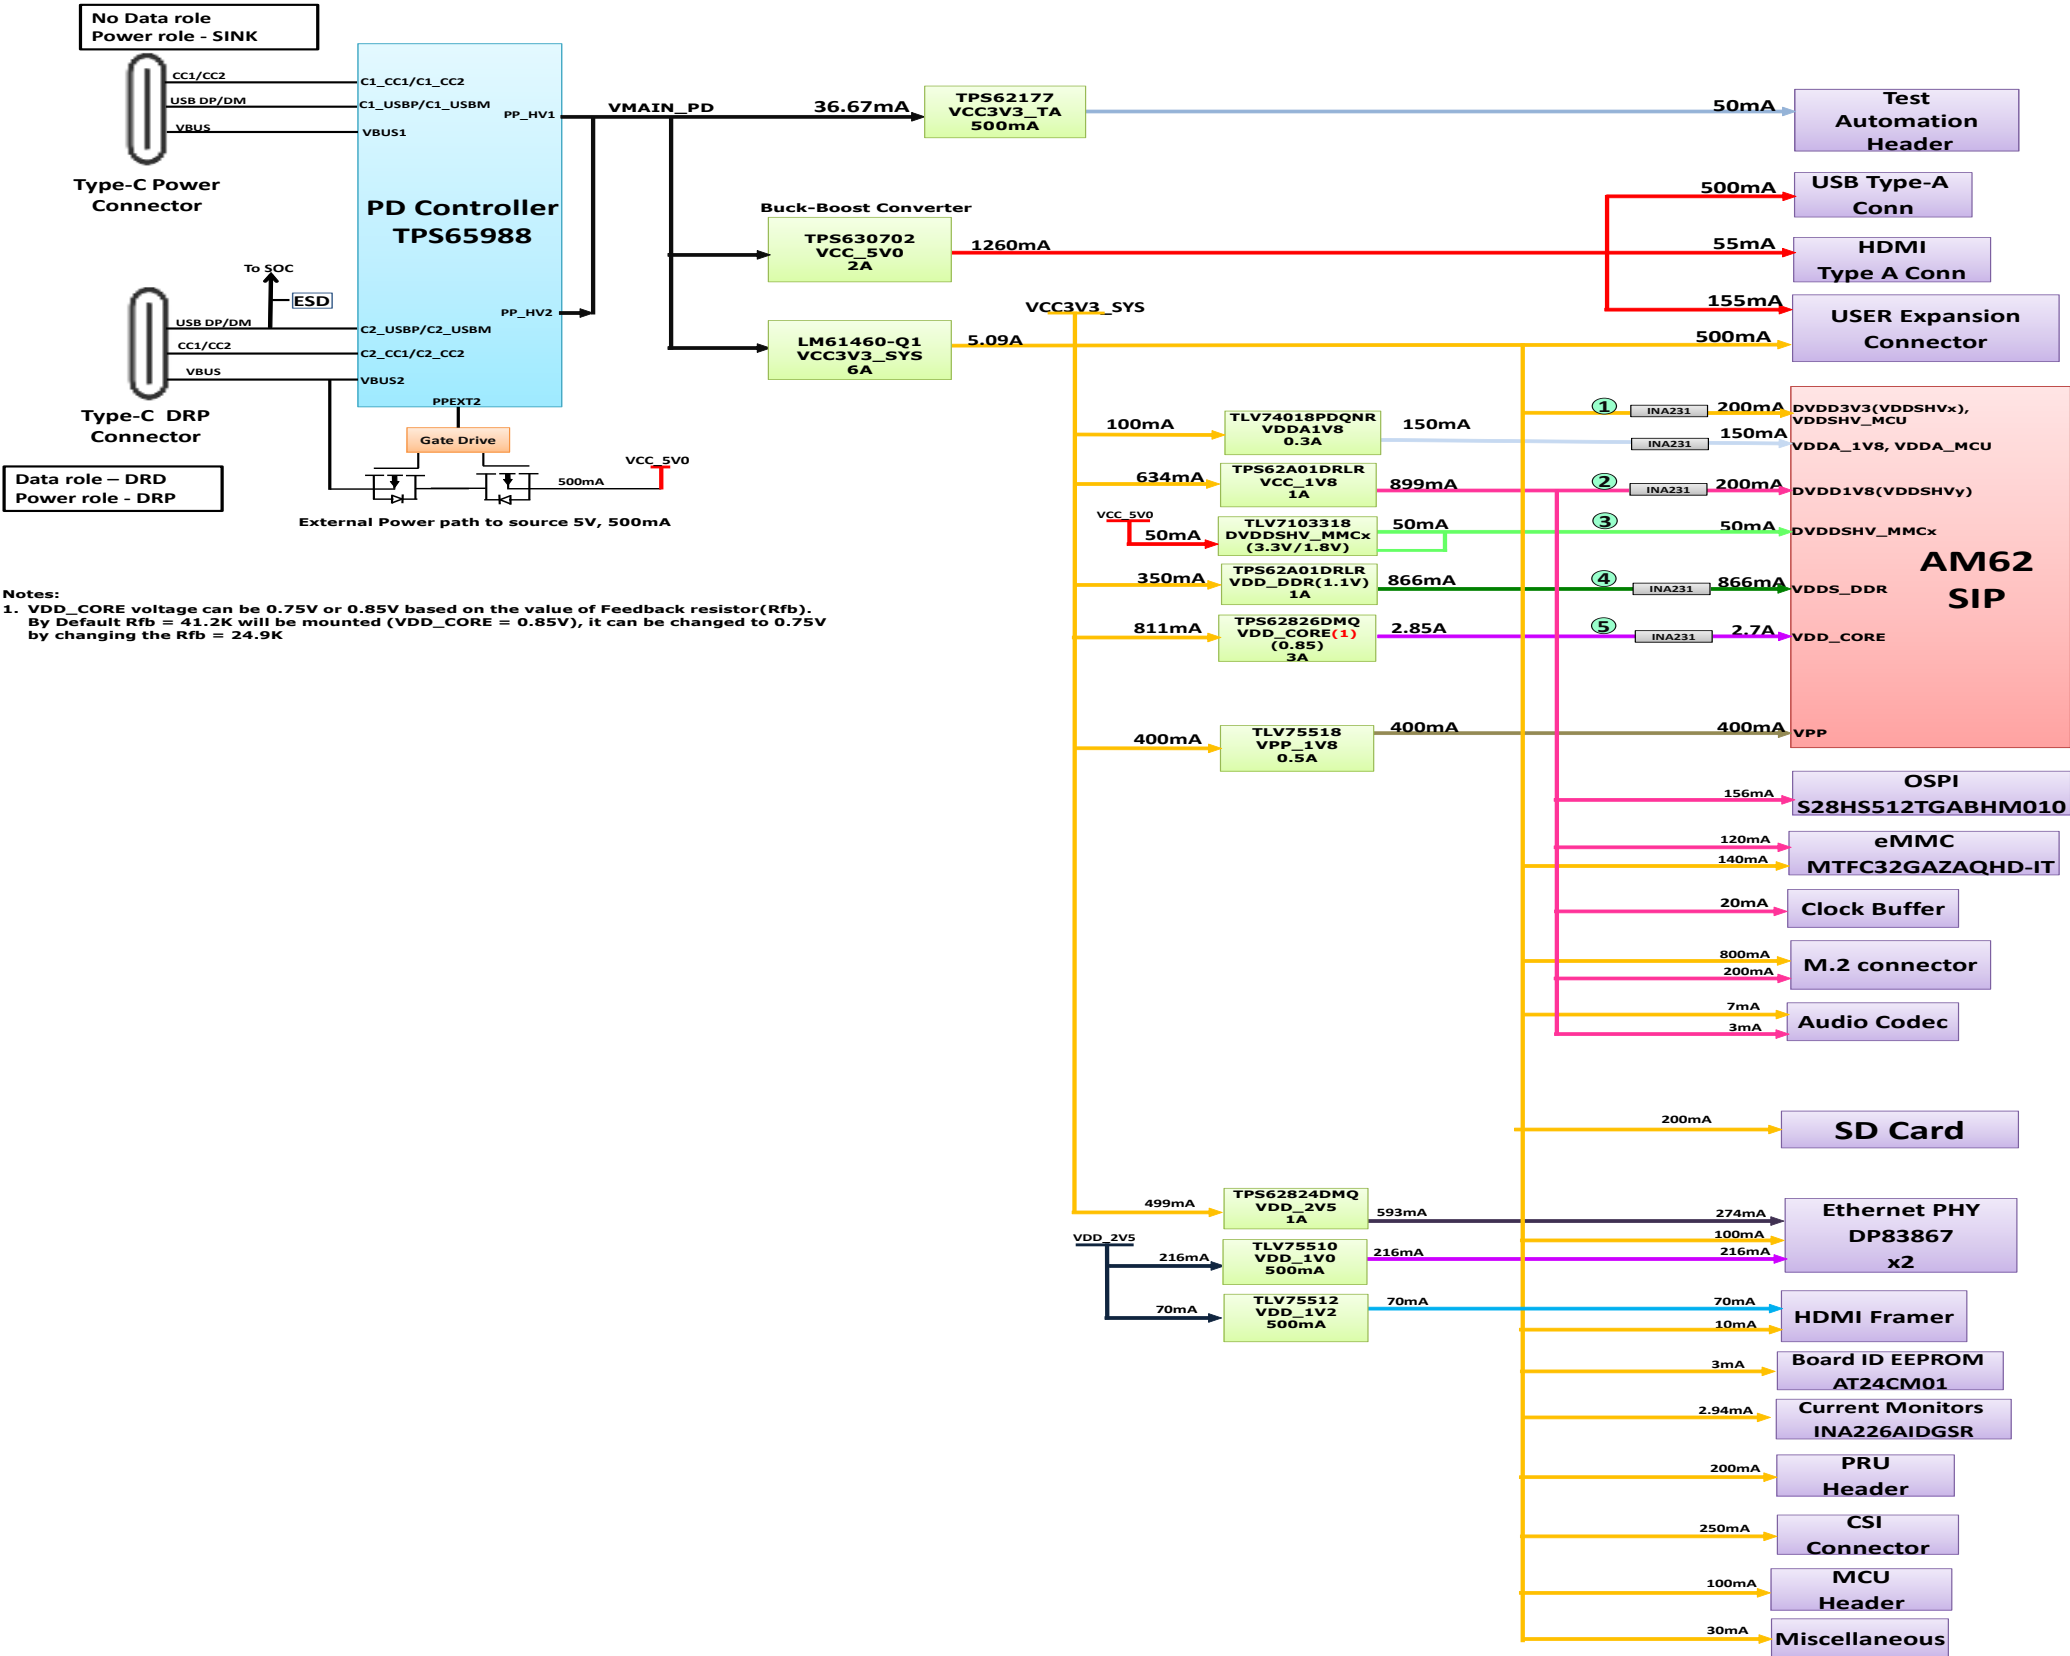 No Data role
Power role - SINK
CC1/CC2
USB DP/DM
VBUS
Type-C Power
Connector
C1_CC1/C1_CC2
C1_USBP/C1_USBM
VBUS1
PP_HV1
PD Controller
TPS65988
PP_HV2
C2_USBP/C2_USBM
C2_CC1/C2_CC2
VBUS2
PPEXT2
To SOC
ESD
USB DP/DM
CC1/CC2
VBUS
Type-C DRP
Connector
Data role – DRD
Power role - DRP
Gate Drive
500mA
VCC_5V0
External Power path to source 5V, 500mA
Notes:
1. VDD_CORE voltage can be 0.75V or 0.85V based on the value of Feedback resistor(Rfb).
By Default Rfb = 41.2K will be mounted (VDD_CORE = 0.85V), it can be changed to 0.75V
by changing the Rfb = 24.9K
VMAIN_PD
36.67mA
TPS62177
VCC3V3_TA
500mA
50mA
Test
Automation
Header
Buck-Boost Converter
TPS630702
VCC_5V0
2A
1260mA
500mA
USB Type-A
Conn
55mA
HDMI
Type A Conn
155mA
USER Expansion
Connector
500mA
LM61460-Q1
VCC3V3_SYS
6A
5.09A
VCC3V3_SYS
100mA
TLV74018PDQNR
VDDA1V8
0.3A
150mA
1
INA231
200mA
DVDD3V3(VDDSHVx),
VDDSHV_MCU
INA231
150mA
VDDA_1V8, VDDA_MCU
634mA
TPS62A01DRLR
VCC_1V8
1A
899mA
2
INA231
200mA
DVDD1V8(VDDSHVy)
VCC_5V0
50mA
TLV7103318
DVDDSHV_MMCx
(3.3V/1.8V)
50mA
3
50mA
DVDDSHV_MMCx
AM62
SIP
350mA
TPS62A01DRLR
VDD_DDR(1.1V)
1A
866mA
4
INA231
866mA
VDDS_DDR
811mA
TPS62826DMQ
VDD_CORE(1)
(0.85)
3A
2.85A
5
INA231
2.7A
VDD_CORE
400mA
TLV75518
VPP_1V8
0.5A
400mA
400mA
VPP
156mA
OSPI
S28HS512TGABHM010
120mA
140mA
eMMC
MTFC32GAZAQHD-IT
20mA
Clock Buffer
800mA
200mA
M.2 connector
7mA
3mA
Audio Codec
200mA
SD Card
499mA
TPS62824DMQ
VDD_2V5
1A
593mA
274mA
100mA
216mA
Ethernet PHY
DP83867
x2
VDD_2V5
216mA
TLV75510
VDD_1V0
500mA
216mA
70mA
TLV75512
VDD_1V2
500mA
70mA
70mA
10mA
HDMI Framer
3mA
Board ID EEPROM
AT24CM01
2.94mA
Current Monitors
INA226AIDGSR
200mA
PRU
Header
250mA
CSI
Connector
100mA
MCU
Header
30mA
Miscellaneous